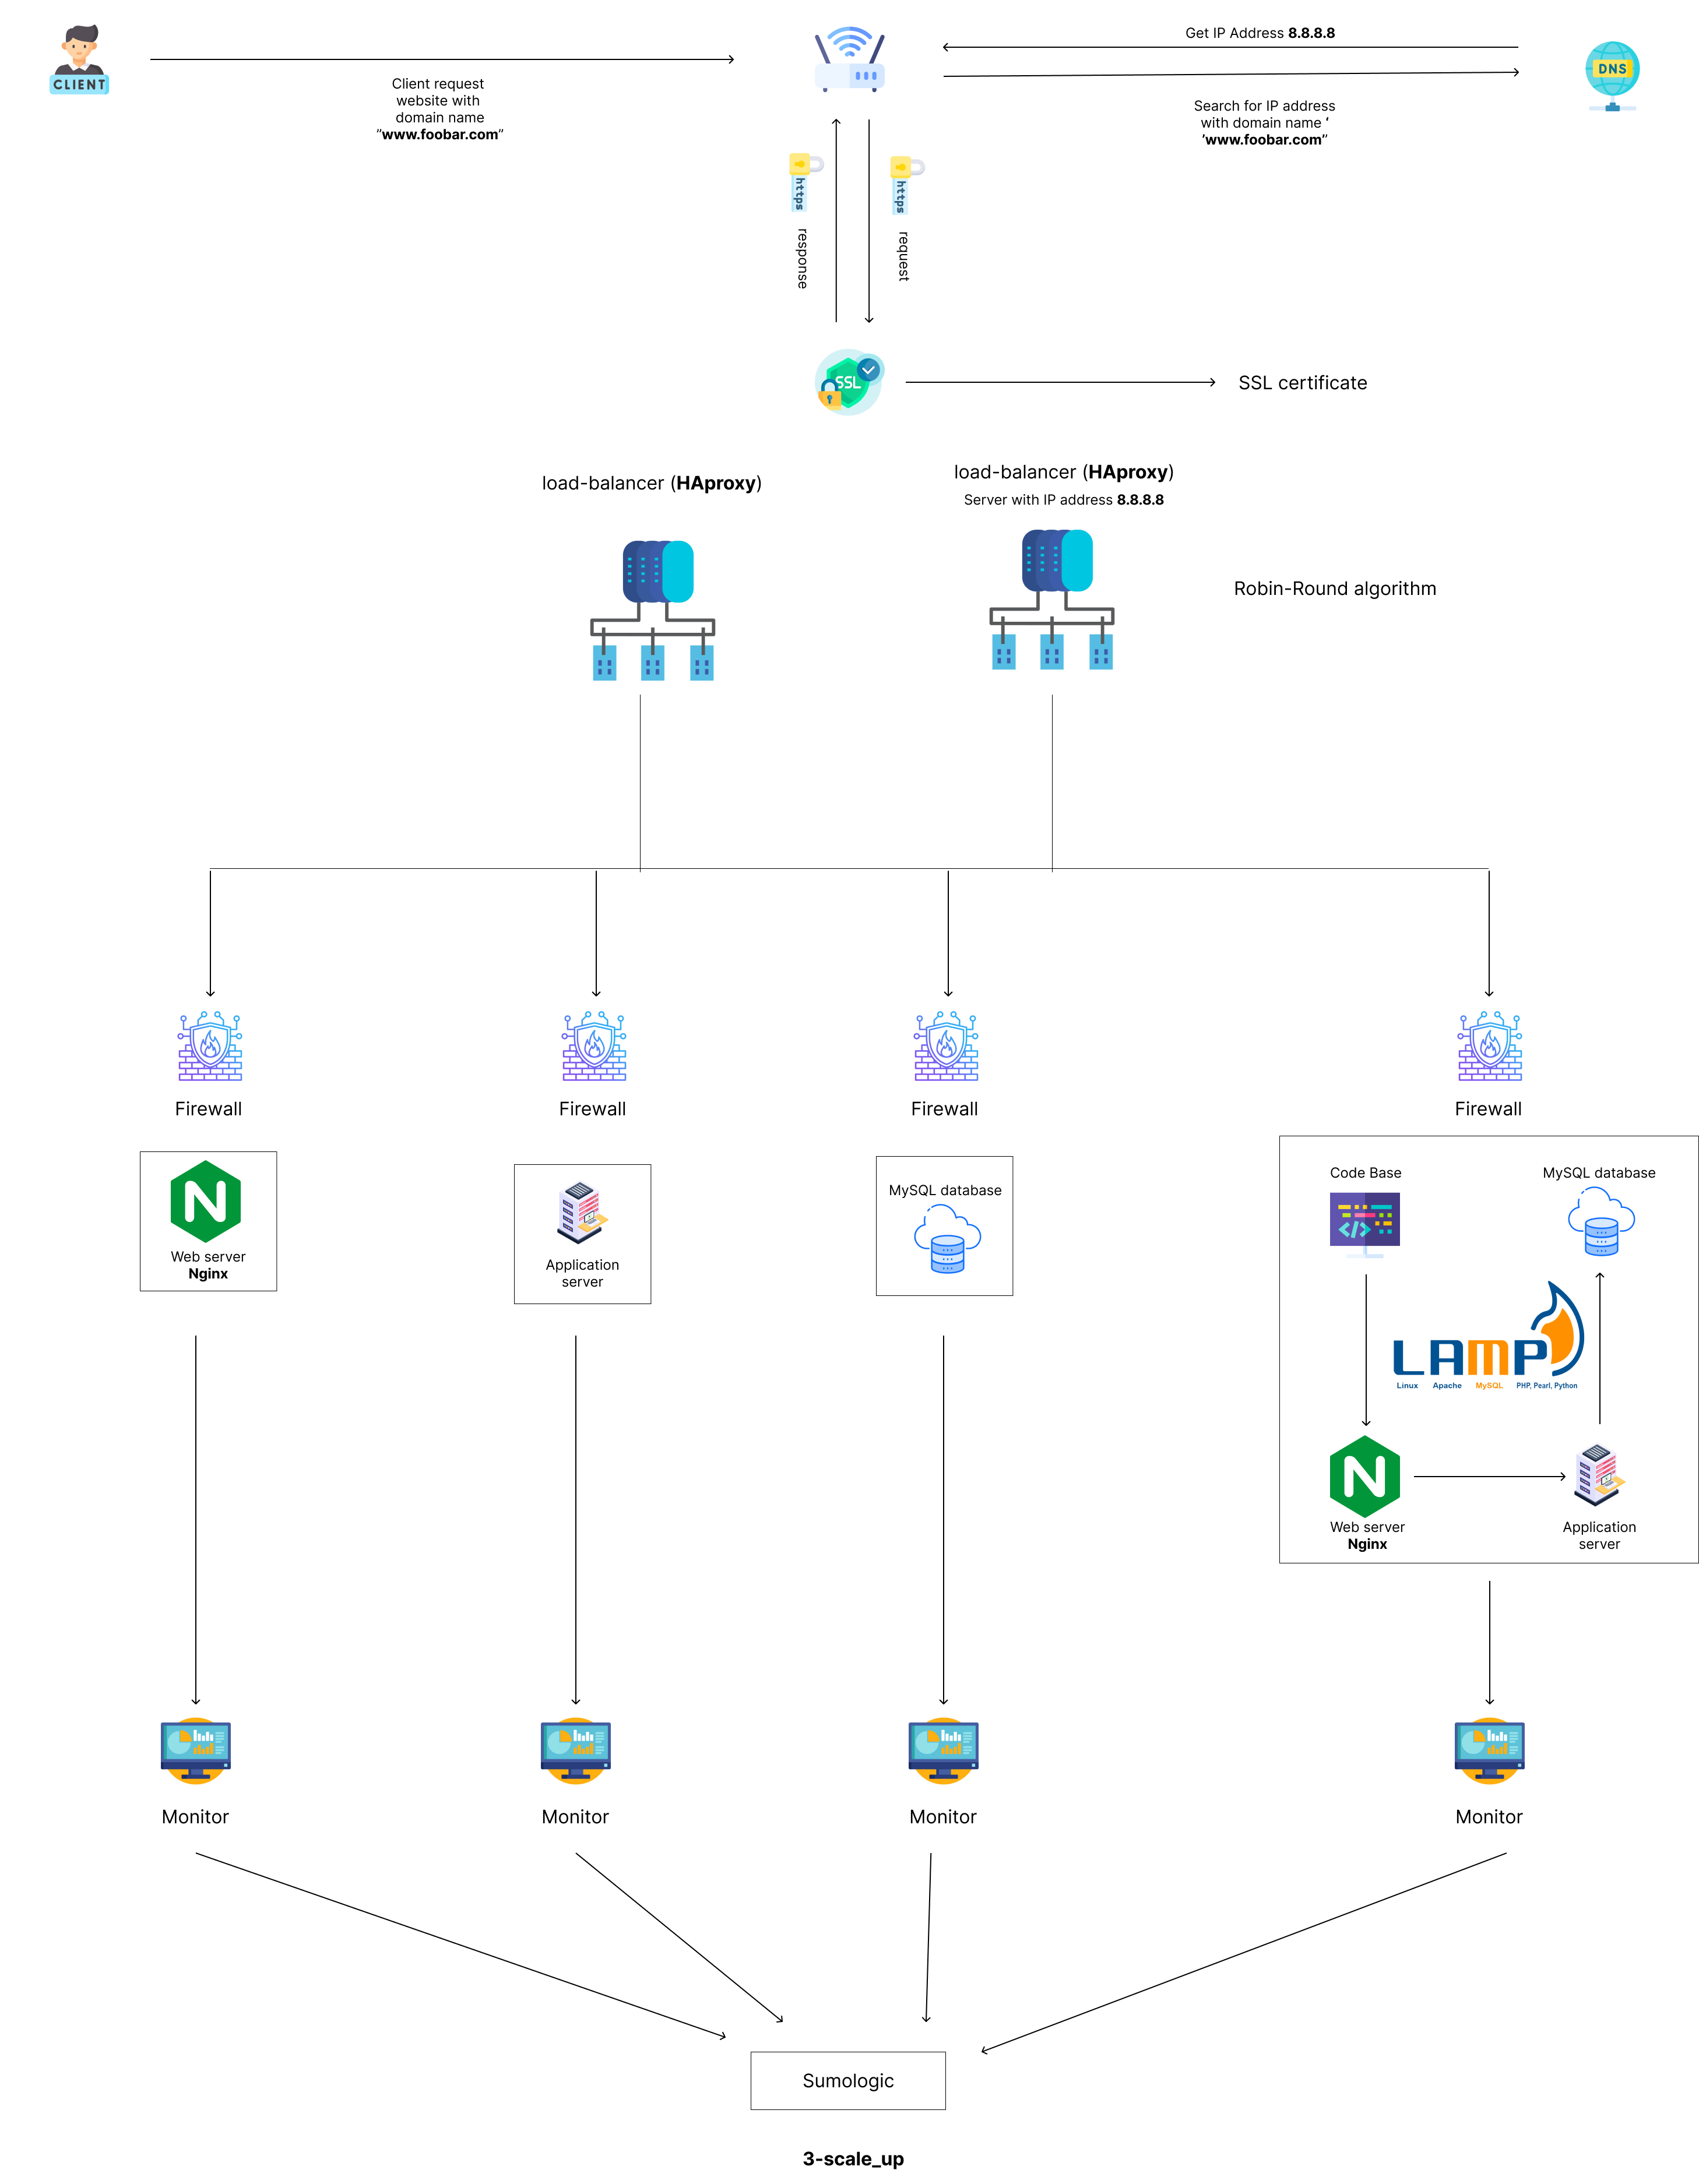 CLIENT
Client request
website with
domain name
"www.foobar.com"
Get IP Address 8.8.8.8
DNS
Search for IP address
with domain name '
'www.foobar.com"
https
response
https
request
SSL
SSL certificate
load-balancer (HAproxy)
load-balancer (HAproxy)
Server with IP address 8.8.8.8
Robin-Round algorithm
Firewall
Firewall
Firewall
Firewall
Web server
Nginx
Application
server
MySQL database
Code Base
MySQL database
LAMP
Linux Apache MySQL PHP, Pearl, Python
Web server
Nginx
Application
server
Monitor
Monitor
Monitor
Monitor
Sumologic
3-scale_up